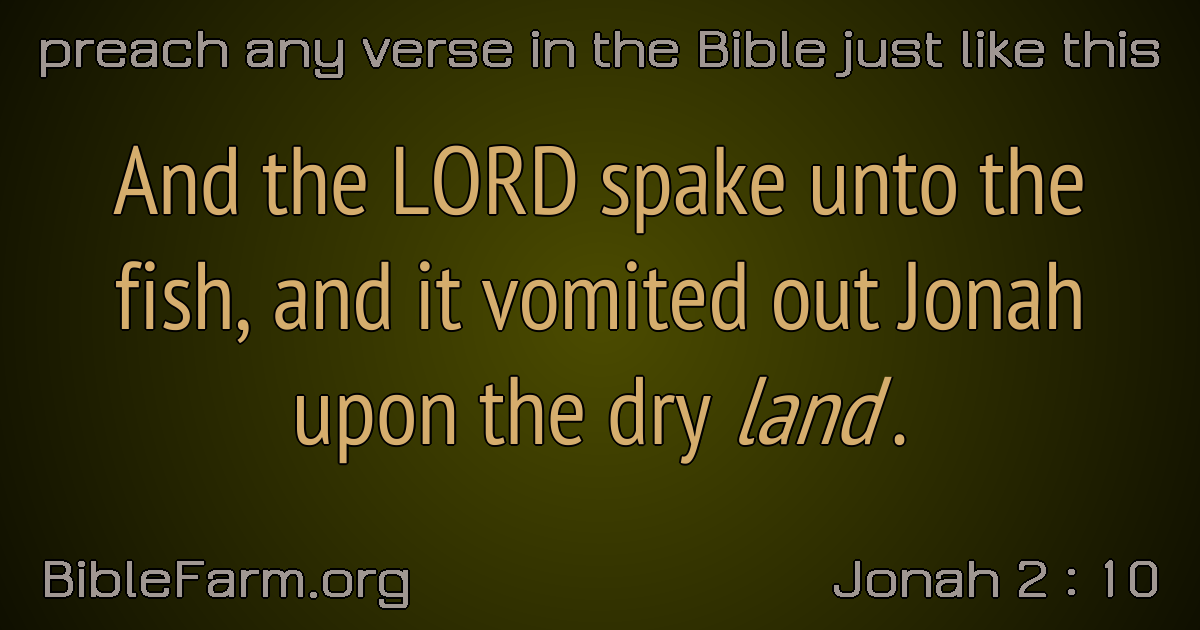 preach any verse in the Bible just like this
And the LORD spake unto the
fish, and it vomited out Jonah
upon the dry land .
BibleFarm.org
Jonah 2 : 10